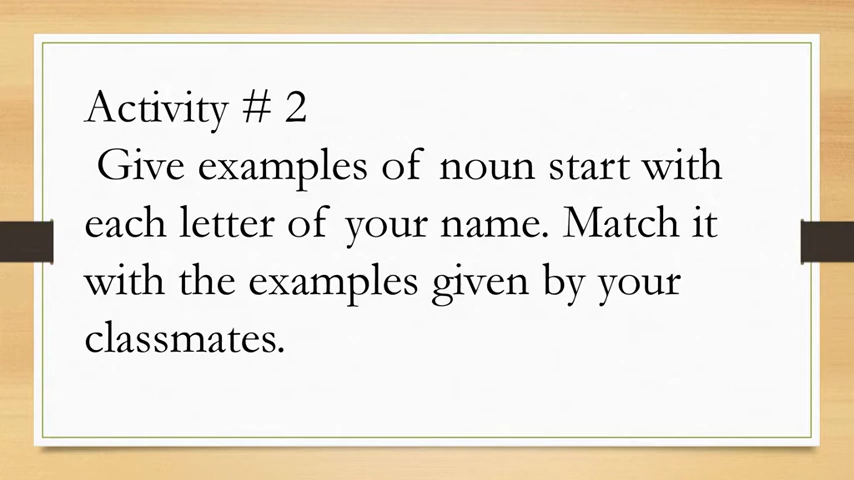 Activity # 2
Give examples of noun start with
each letter of your name. Match it
with the examples given by your
classmates.